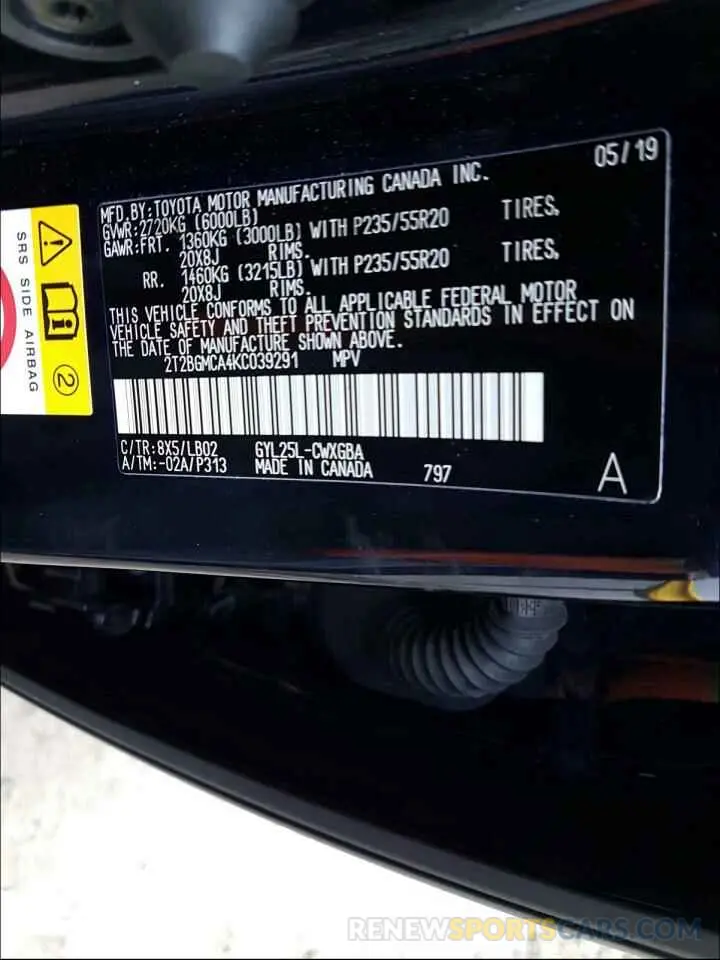 05/19
MFD. BY: TOYOTA MOTOR MANUFACTURING CANADA INC.
GVWR: 2720KG (6000LB)
GAWR: FRT. 1360KG (3000LB) WITH P235/55R20 TIRES,
20X8J RIMS.
RR. 1460KG (3215LB) WITH P235/55R20 TIRES,
20X8J RIMS.
THIS VEHICLE CONFORMS TO ALL APPLICABLE FEDERAL MOTOR
VEHICLE SAFETY AND THEFT PREVENTION STANDARDS IN EFFECT ON
THE DATE OF MANUFACTURE SHOWN ABOVE.
2T2BGMCA4KC039291 MPV
C/TR: 8X5/LB02 GYL25L-CWXGBA
A/TM: -02A/P313 MADE IN CANADA 797
A
SRS SIDE AIRBAG
2
RENEWSPORTSCARS.COM